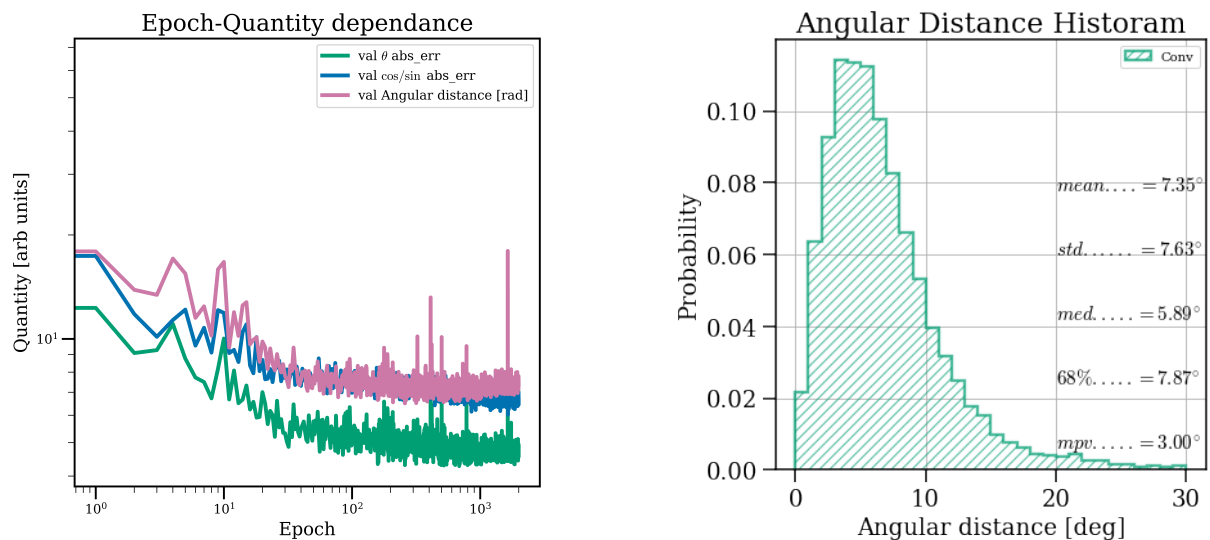 Epoch-Quantity dependance
val θ abs_err
val cos/sin abs_err
val Angular distance [rad]
Quantity [arb units]
10¹
10⁰ 10¹ 10² 10³
Epoch
Angular Distance Historam
Conv
Probability
0.10
0.08
0.06
0.04
0.02
0.00
mean.... = 7.35°
std...... = 7.63°
med..... = 5.89°
68%..... = 7.87°
mpv..... = 3.00°
0 10 20 30
Angular distance [deg]